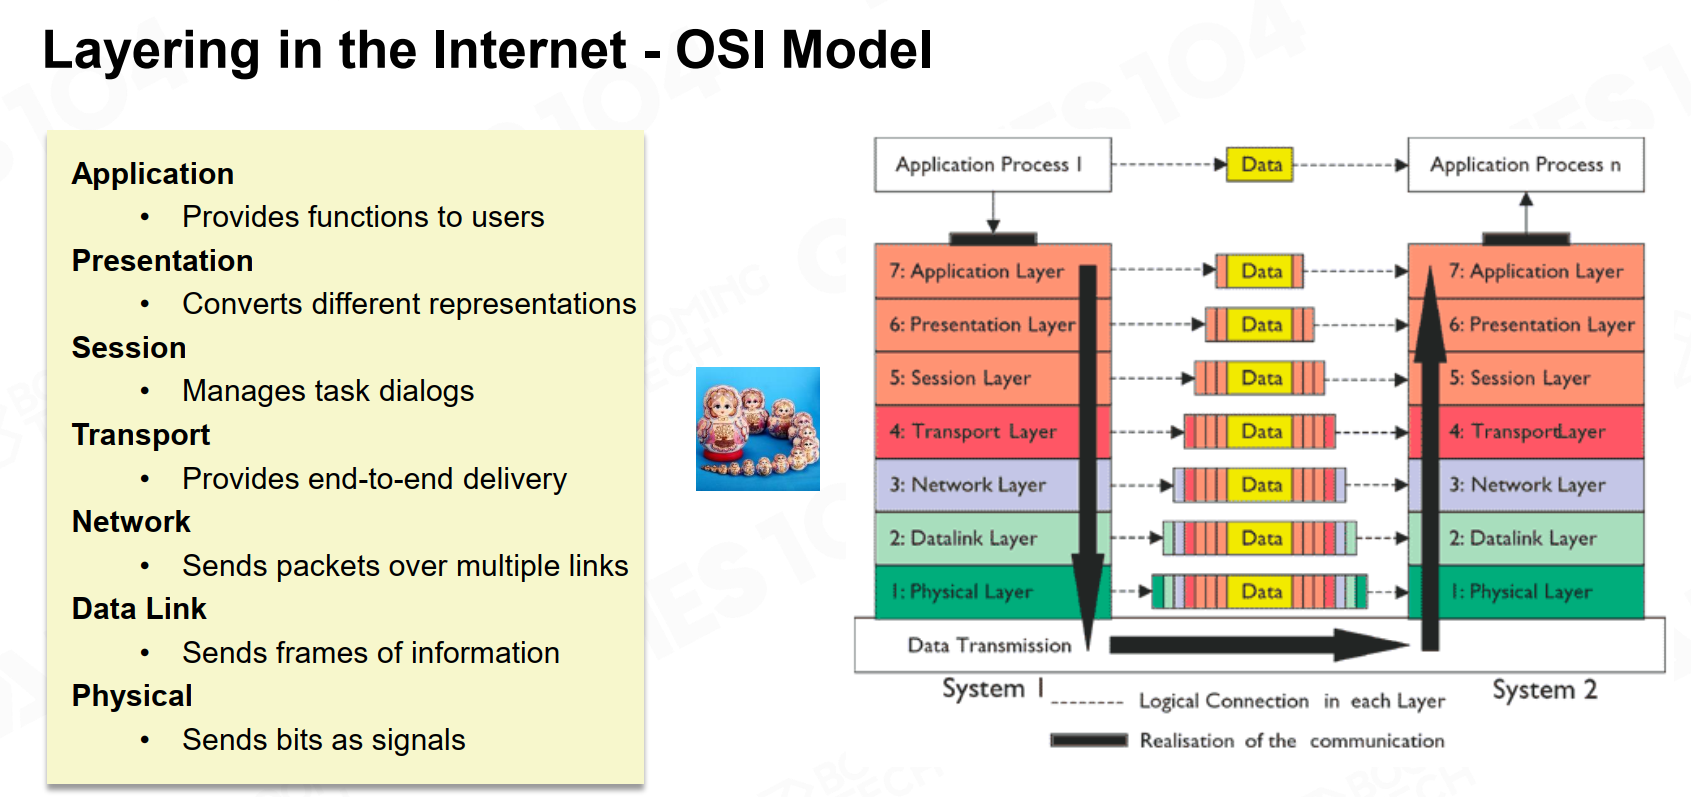 Layering in the Internet - OSI Model
Application
• Provides functions to users
Presentation
• Converts different representations
Session
• Manages task dialogs
Transport
• Provides end-to-end delivery
Network
• Sends packets over multiple links
Data Link
• Sends frames of information
Physical
• Sends bits as signals
Application Process 1
Data
Application Process n
7: Application Layer
Data
7: Application Layer
6: Presentation Layer
Data
6: Presentation Layer
5: Session Layer
Data
5: Session Layer
4: Transport Layer
Data
4: TransportLayer
3: Network Layer
Data
3: Network Layer
2: Datalink Layer
Data
2: Datalink Layer
1: Physical Layer
Data
1: Physical Layer
Data Transmission
System 1
System 2
Logical Connection in each Layer
Realisation of the communication